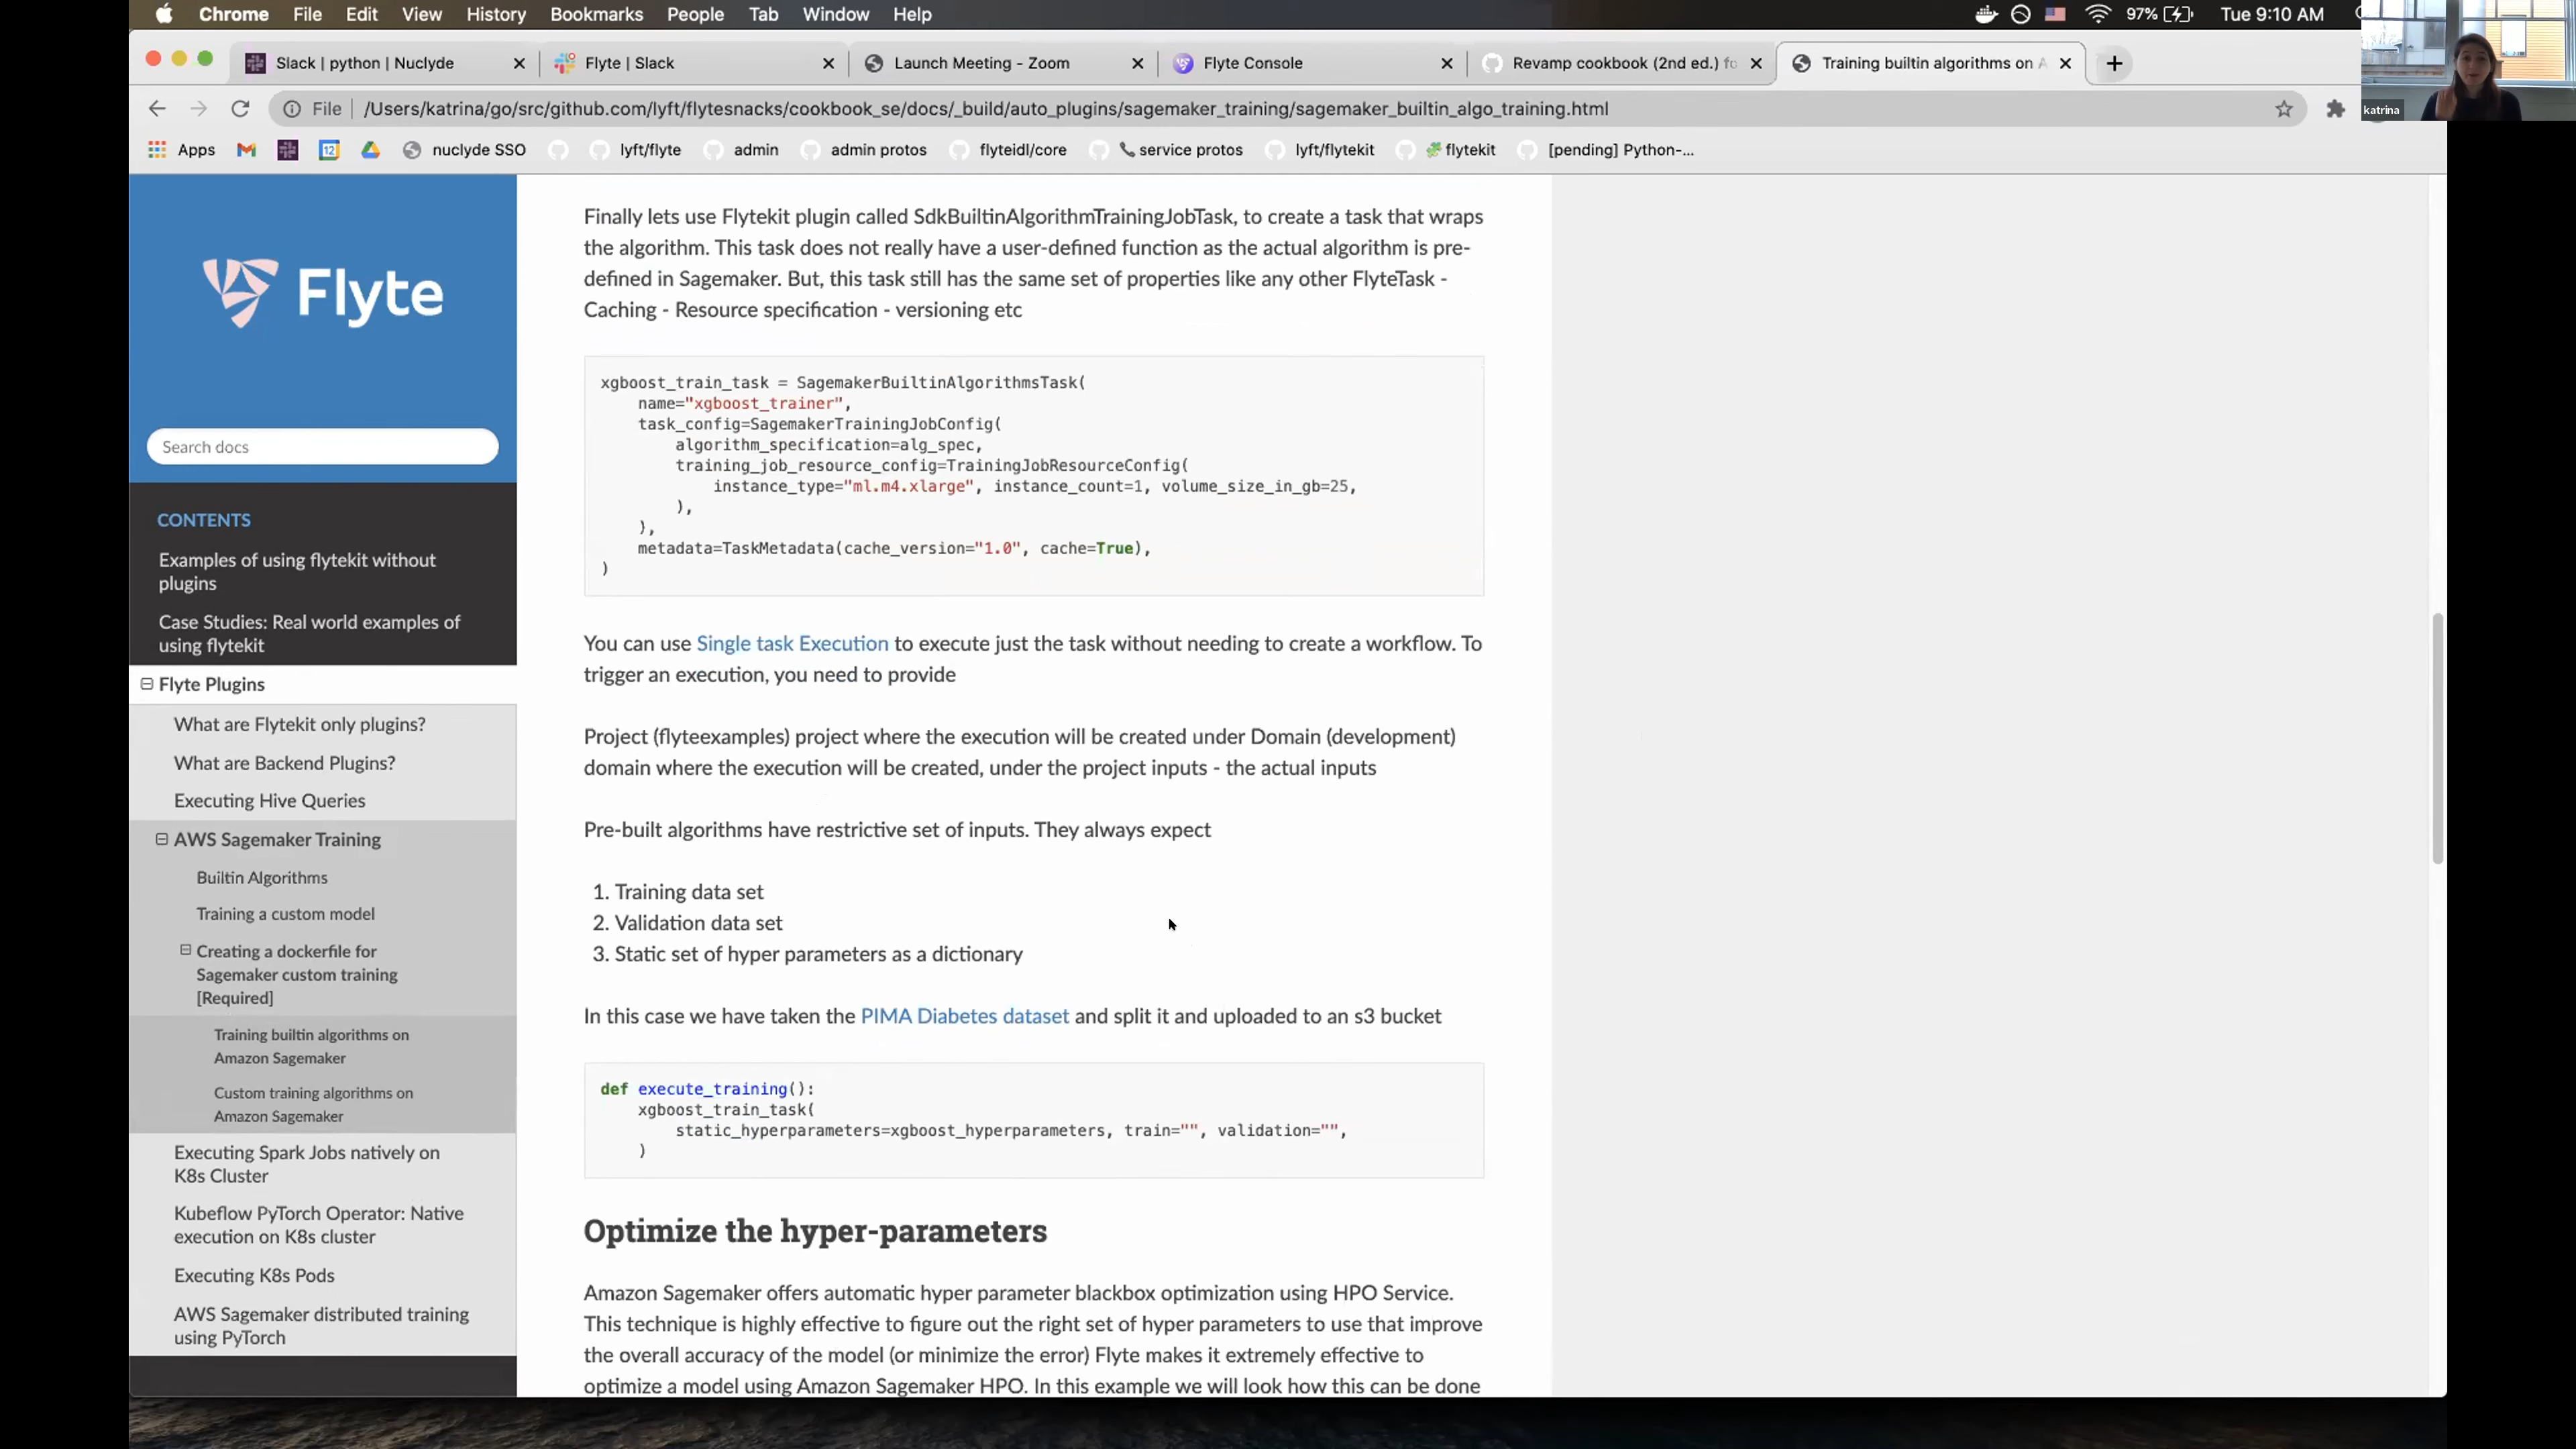 Chrome File Edit View History Bookmarks People Tab Window Help
97% Tue 9:10 AM
Slack | python | Nuclyde
Flyte | Slack
Launch Meeting - Zoom
Flyte Console
Revamp cookbook (2nd ed.) fo
Training builtin algorithms on A
katrina
File | /Users/katrina/go/src/github.com/lyft/flytesnacks/cookbook_se/docs/_build/auto_plugins/sagemaker_training/sagemaker_builtin_algo_training.html
Apps 12 nuclyde SSO lyft/flyte admin admin protos flyteidl/core service protos lyft/flytekit flytekit [pending] Python-...
Flyte
Search docs
CONTENTS
Examples of using flytekit without
plugins
Case Studies: Real world examples of
using flytekit
Flyte Plugins
What are Flytekit only plugins?
What are Backend Plugins?
Executing Hive Queries
AWS Sagemaker Training
Builtin Algorithms
Training a custom model
Creating a dockerfile for
Sagemaker custom training
[Required]
Training builtin algorithms on
Amazon Sagemaker
Custom training algorithms on
Amazon Sagemaker
Executing Spark Jobs natively on
K8s Cluster
Kubeflow PyTorch Operator: Native
execution on K8s cluster
Executing K8s Pods
AWS Sagemaker distributed training
using PyTorch
Finally lets use Flytekit plugin called SdkBuiltinAlgorithmTrainingJobTask, to create a task that wraps
the algorithm. This task does not really have a user-defined function as the actual algorithm is pre-
defined in Sagemaker. But, this task still has the same set of properties like any other FlyteTask -
Caching - Resource specification - versioning etc
xgboost_train_task = SagemakerBuiltinAlgorithmsTask(
name="xgboost_trainer",
task_config=SagemakerTrainingJobConfig(
algorithm_specification=alg_spec,
training_job_resource_config=TrainingJobResourceConfig(
instance_type="ml.m4.xlarge", instance_count=1, volume_size_in_gb=25,
),
),
metadata=TaskMetadata(cache_version="1.0", cache=True),
)
You can use Single task Execution to execute just the task without needing to create a workflow. To
trigger an execution, you need to provide
Project (flyteexamples) project where the execution will be created under Domain (development)
domain where the execution will be created, under the project inputs - the actual inputs
Pre-built algorithms have restrictive set of inputs. They always expect
1. Training data set
2. Validation data set
3. Static set of hyper parameters as a dictionary
In this case we have taken the PIMA Diabetes dataset and split it and uploaded to an s3 bucket
def execute_training():
xgboost_train_task(
static_hyperparameters=xgboost_hyperparameters, train="", validation="",
)
Optimize the hyper-parameters
Amazon Sagemaker offers automatic hyper parameter blackbox optimization using HPO Service.
This technique is highly effective to figure out the right set of hyper parameters to use that improve
the overall accuracy of the model (or minimize the error) Flyte makes it extremely effective to
optimize a model using Amazon Sagemaker HPO. In this example we will look how this can be done